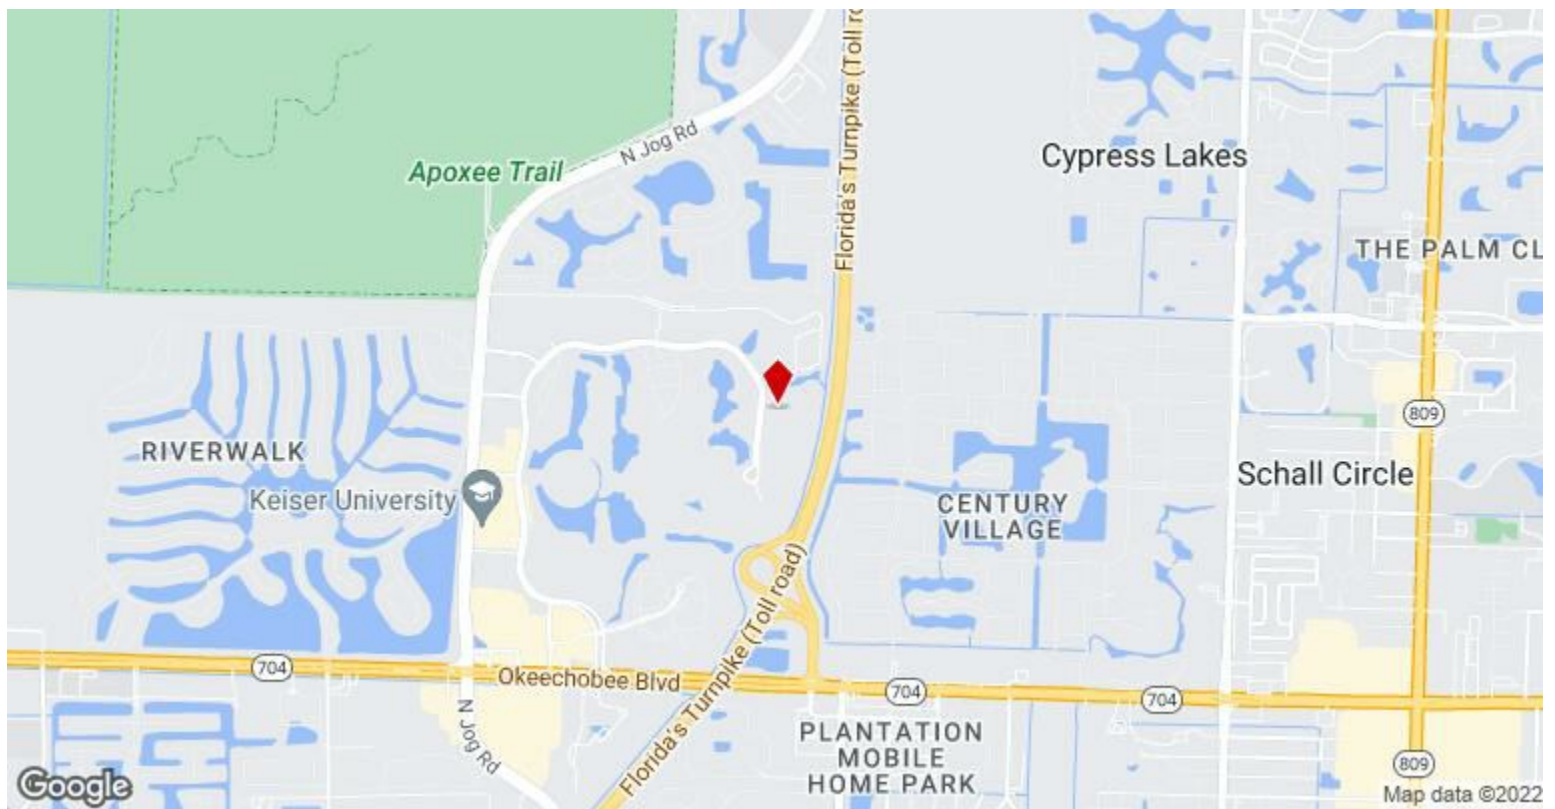 Florida's Turnpike (Toll ro
N Jog Rd
Apoxee Trail
Cypress Lakes
THE PALM CL
809
RIVERWALK
Keiser University
CENTURY
VILLAGE
Schall Circle
Florida's Turnpike (Toll road)
704
Okeechobee Blvd
704
704
N Jog Rd
PLANTATION
MOBILE
HOME PARK
809
Google
Map data ©2022